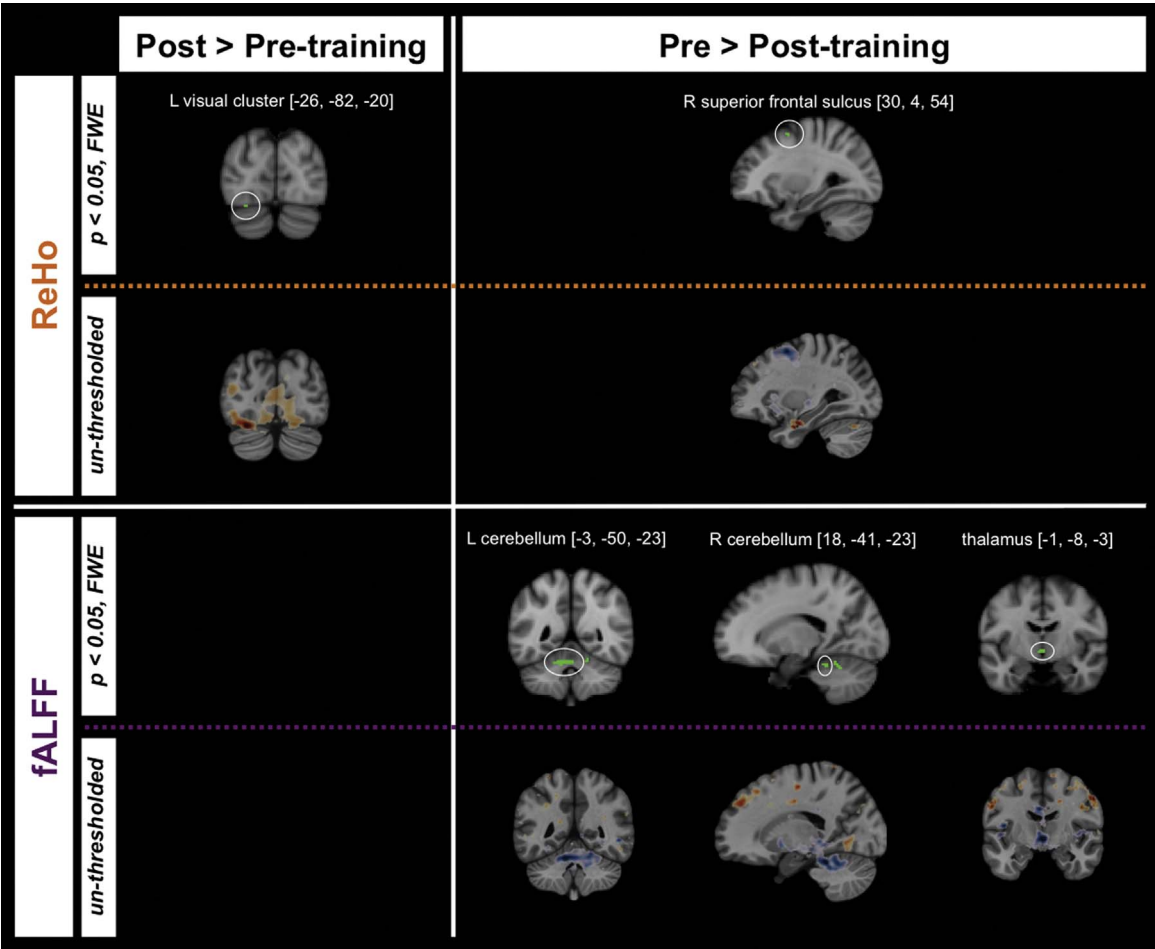 Post > Pre-training
Pre > Post-training
ReHo
p < 0.05, FWE
L visual cluster [-26, -82, -20]
R superior frontal sulcus [30, 4, 54]
un-thresholded
fALFF
p < 0.05, FWE
L cerebellum [-3, -50, -23]
R cerebellum [18, -41, -23]
thalamus [-1, -8, -3]
un-thresholded